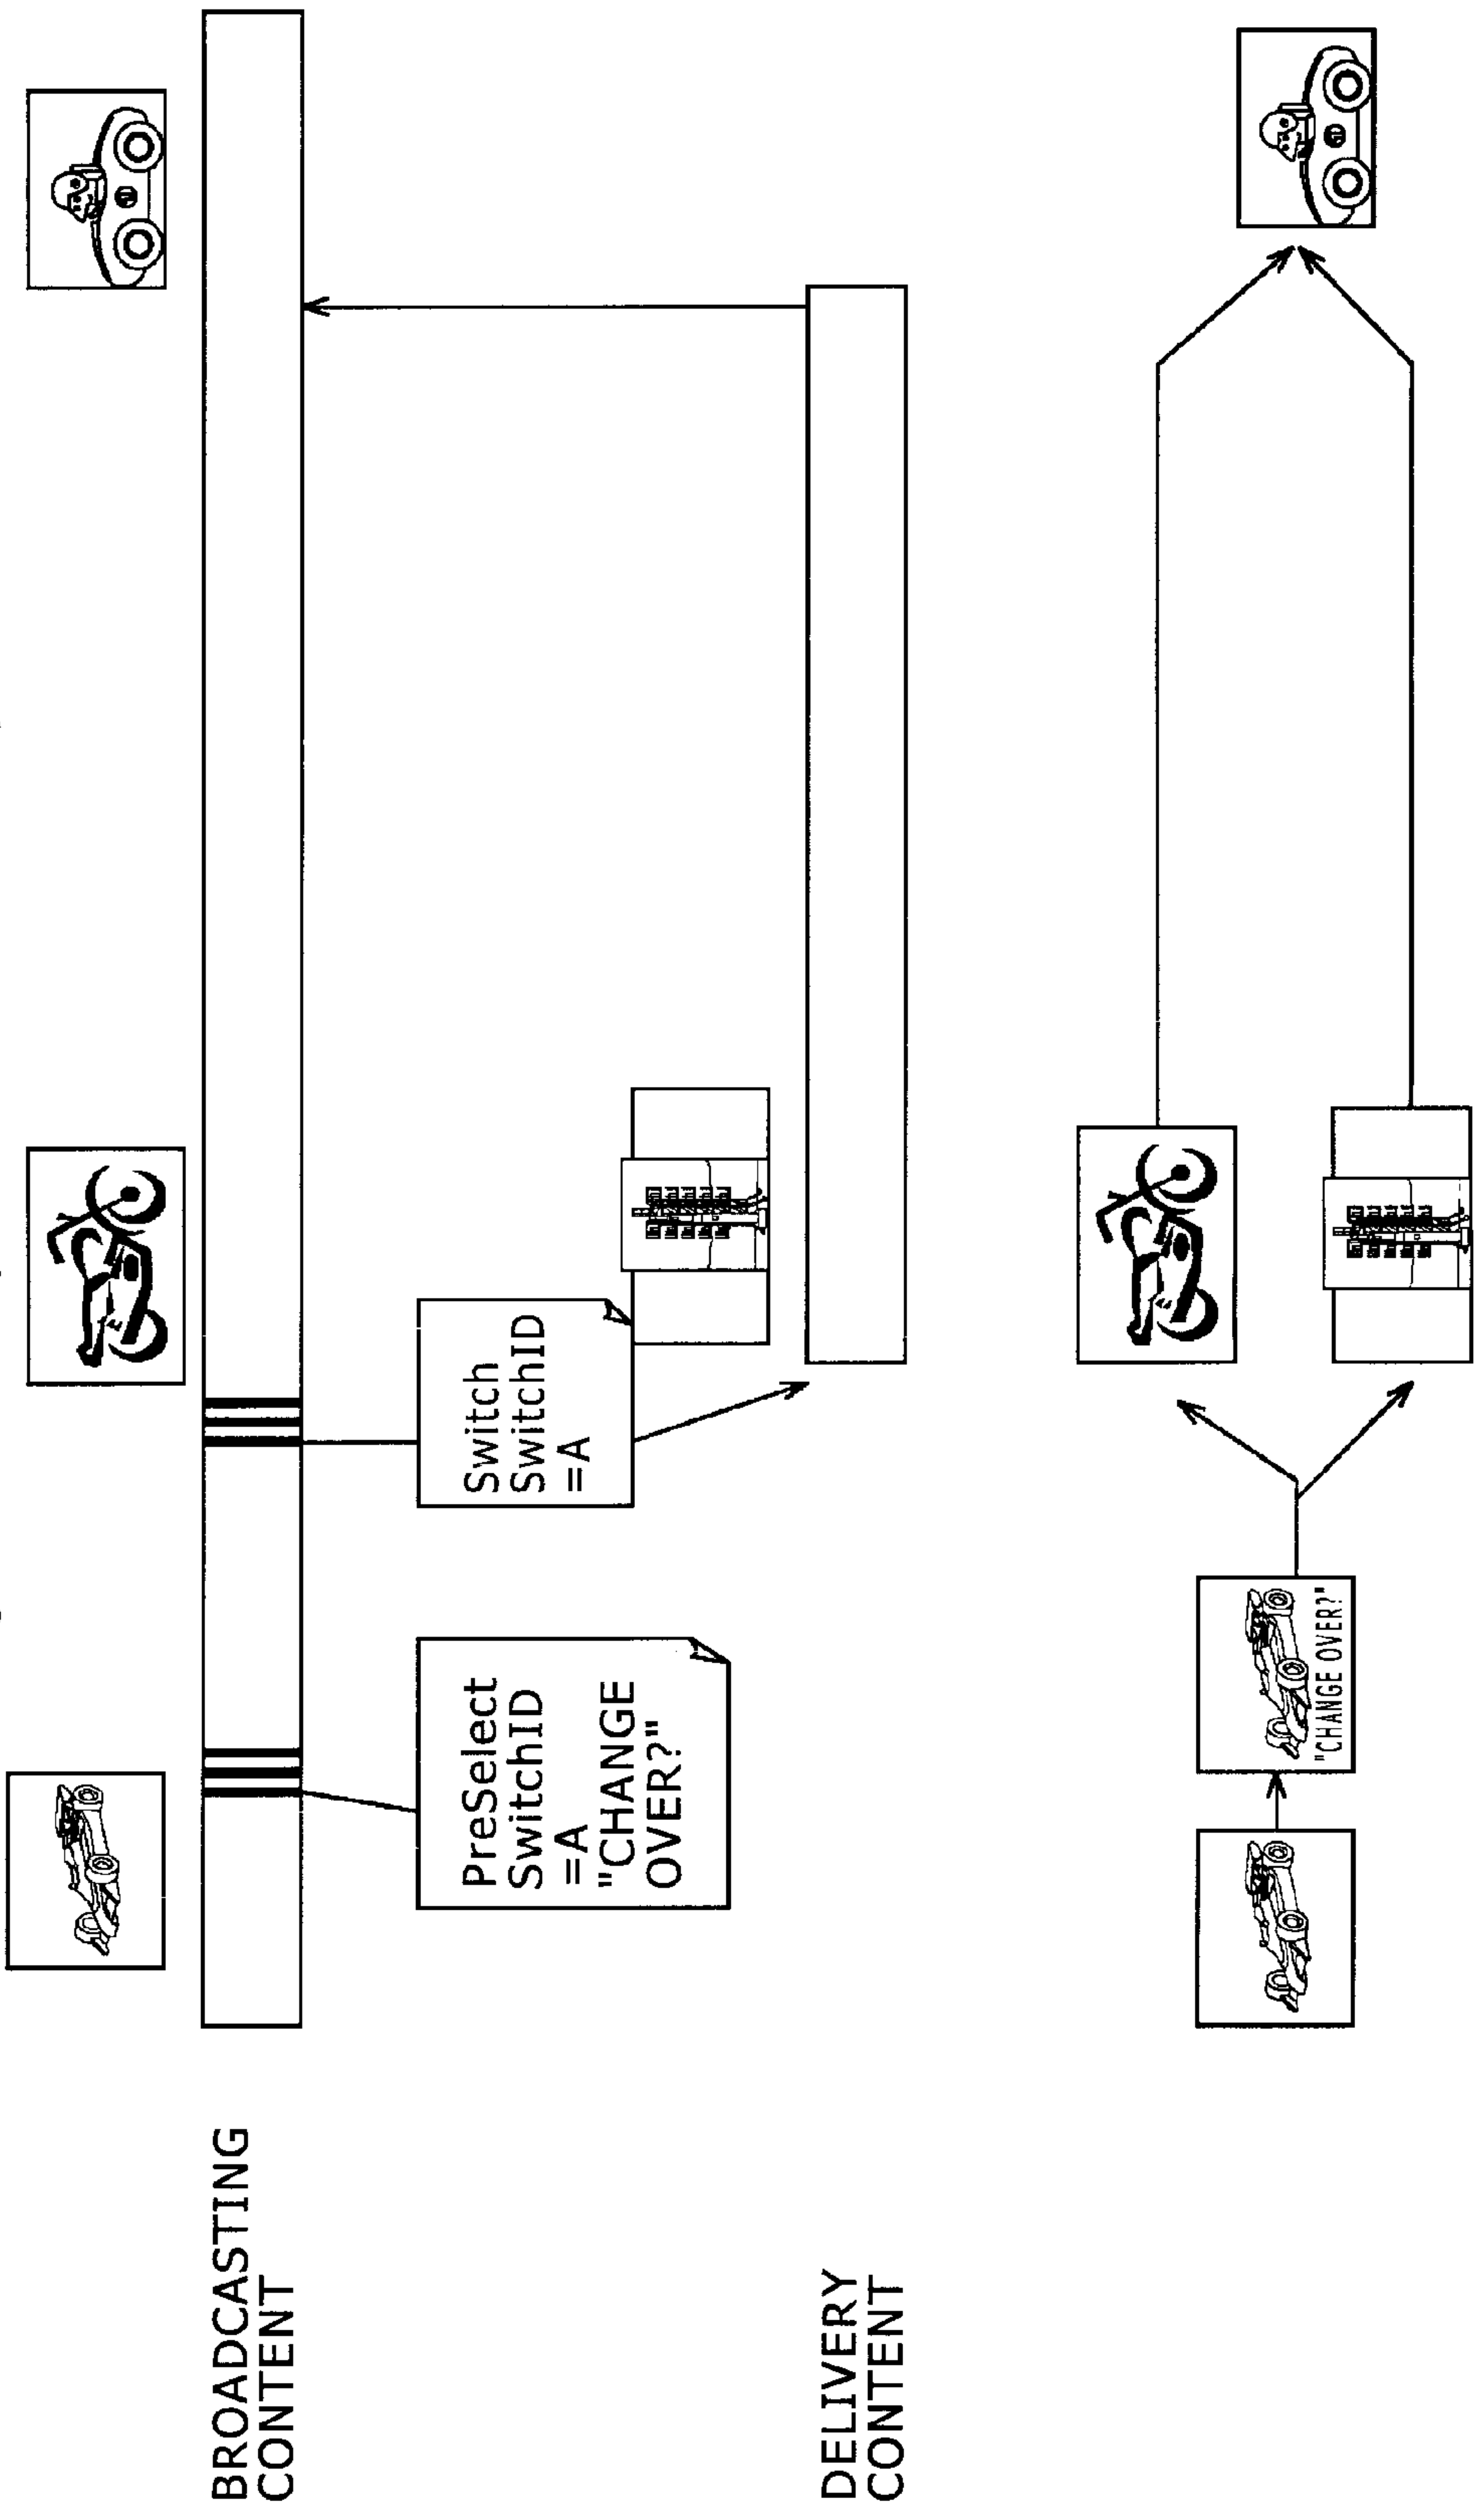 BROADCASTING
CONTENT
PreSelect
SwitchID
=A
"CHANGE
OVER?"
Switch
SwitchID
=A
DELIVERY
CONTENT
"CHANGE OVER?"